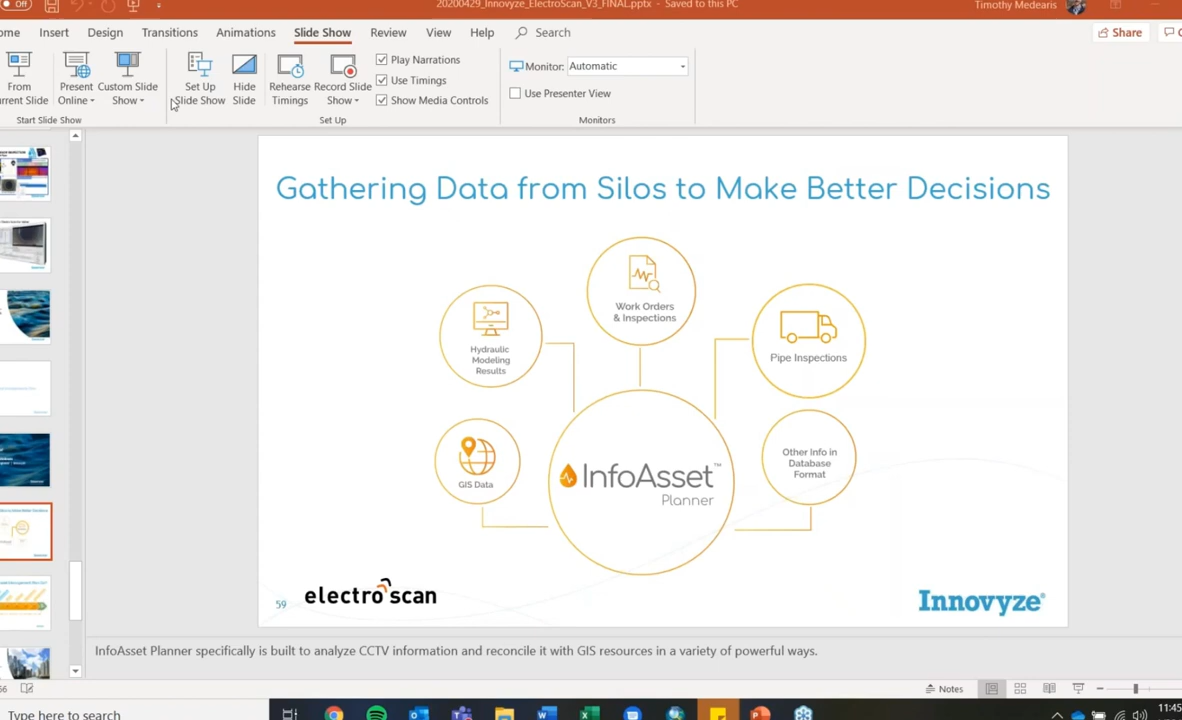 Off
20200429_Innovyze_ElectroScan_V3_FINAL.pptx - Saved to this PC
Timothy Medearis
ome Insert Design Transitions Animations Slide Show Review View Help Search Share
From
rrent Slide
Present
Online
Custom Slide
Show
Set Up
Slide Show
Hide
Slide
Rehearse
Timings
Record Slide
Show
Play Narrations
Use Timings
Show Media Controls
Monitor: Automatic
Use Presenter View
Start Slide Show
Set Up
Monitors
Gathering Data from Silos to Make Better Decisions
Work Orders
& Inspections
Hydraulic
Modeling
Results
Pipe Inspections
GIS Data
Other Info in
Database
Format
InfoAsset™
Planner
59
electro scan
Innovyze®
InfoAsset Planner specifically is built to analyze CCTV information and reconcile it with GIS resources in a variety of powerful ways.
Notes
Type here to search
11:45